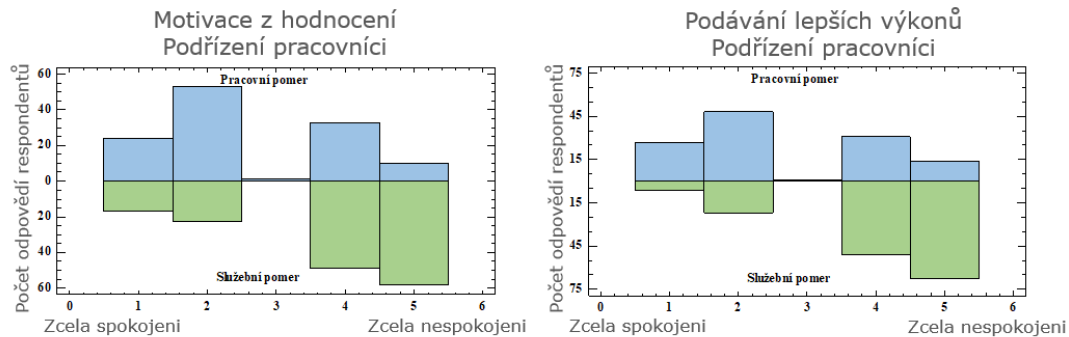 Motivace z hodnocení
Podřízení pracovníci
Počet odpovědí respondentů
60
40
20
0
20
40
60
Pracovní pomer
Služební pomer
0 1 2 3 4 5 6
Zcela spokojeni Zcela nespokojeni
Podávání lepších výkonů
Podřízení pracovníci
Počet odpovědí respondentů
75
45
15
15
45
75
Pracovní pomer
Služební pomer
0 1 2 3 4 5 6
Zcela spokojeni Zcela nespokojeni